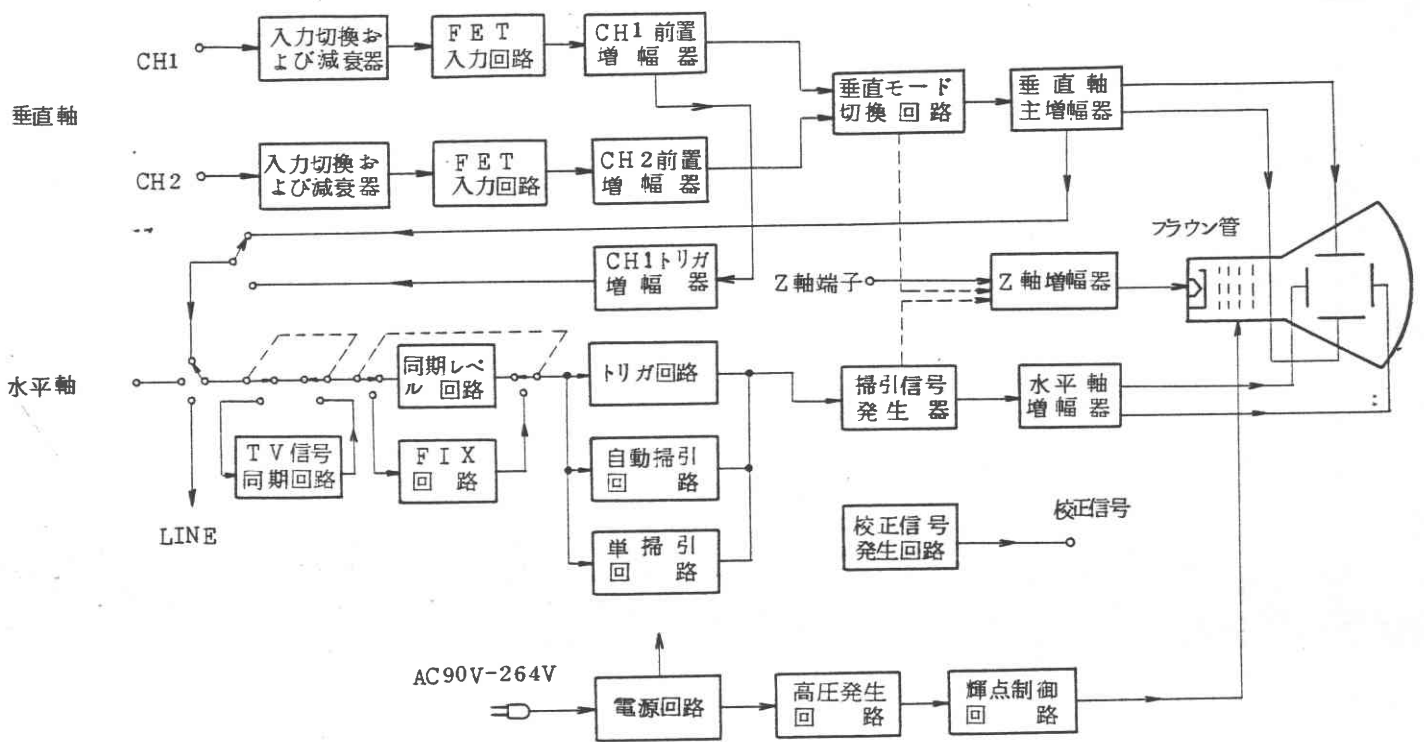 CH1
入力切換お
よび減衰器
FET
入力回路
CH1前置
増幅器
垂直モード
切換回路
垂直軸
主増幅器
垂直軸
CH2
入力切換お
よび減衰器
FET
入力回路
CH2前置
増幅器
CH1トリガ
増幅器
Z軸端子
Z軸増幅器
ブラウン管
水平軸
同期レベ
ル回路
トリガ回路
掃引信号
発生器
水平軸
増幅器
TV信号
同期回路
FIX
回路
自動掃引
回路
LINE
単掃引
回路
校正信号
発生回路
校正信号
AC90V-264V
電源回路
高圧発生
回路
輝点制御
回路